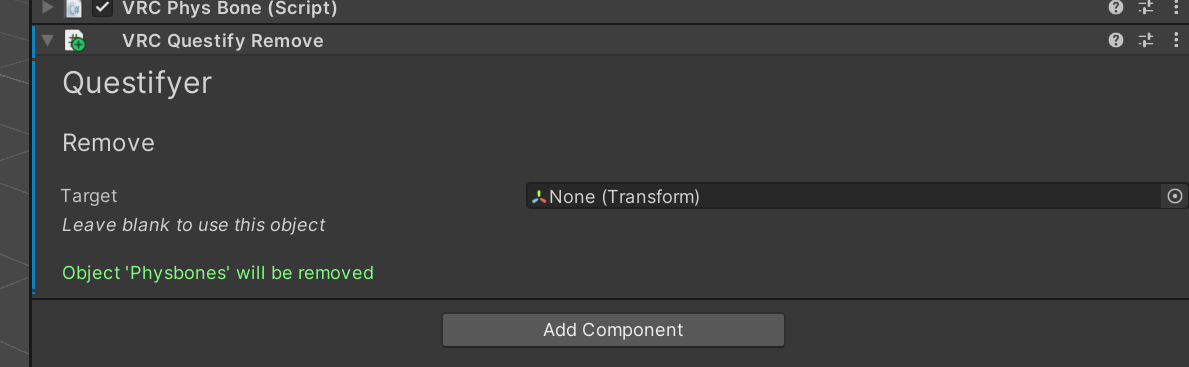 VRC Phys Bone (Script)
VRC Questify Remove
Questifyer
Remove
Target
None (Transform)
Leave blank to use this object
Object 'Physbones' will be removed
Add Component